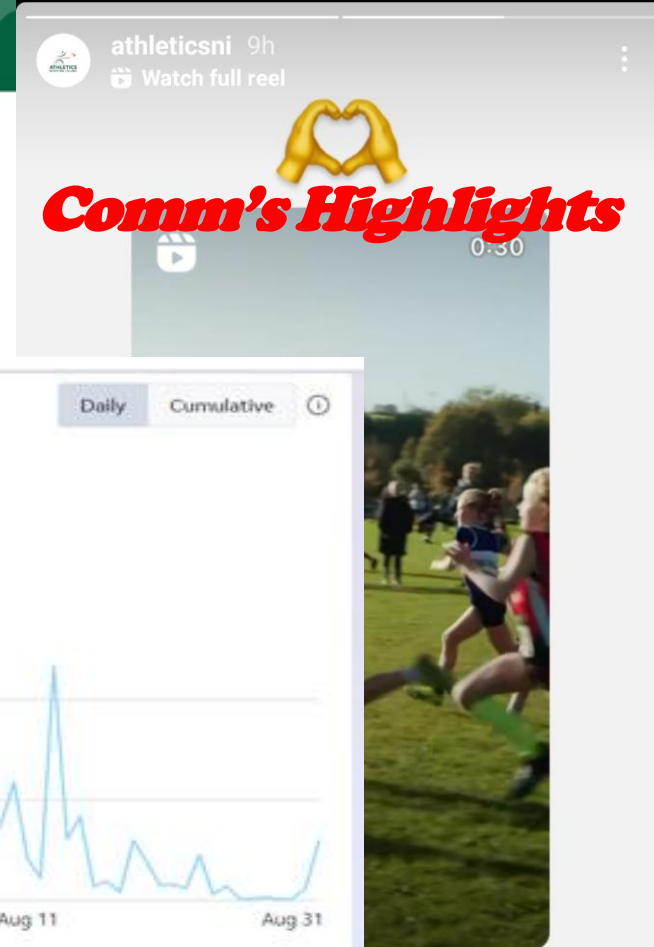 athleticsni 9h
Watch full reel
Comm's Highlights
0:30
Daily Cumulative
Aug 11 Aug 31